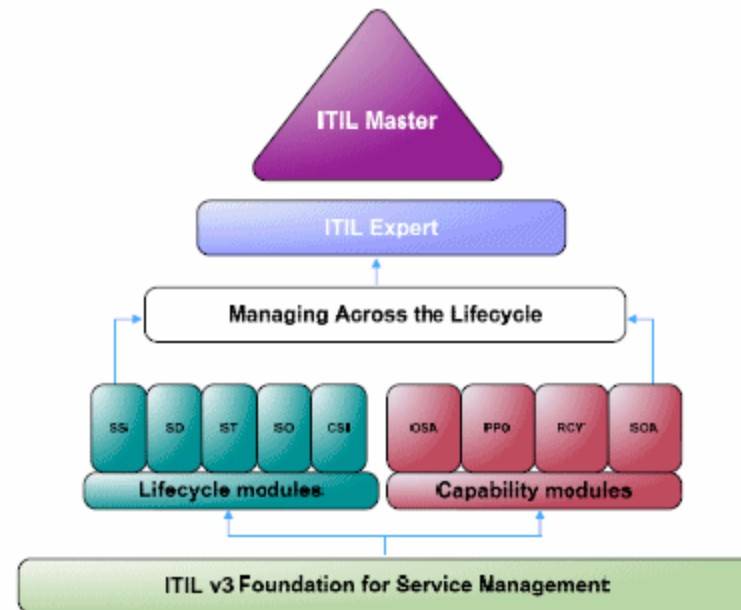 ITIL Master
ITIL Expert
Managing Across the Lifecycle
SS SD ST SO CSI OSA PPO RCV SOA
Lifecycle modules Capability modules
ITIL v3 Foundation for Service Management